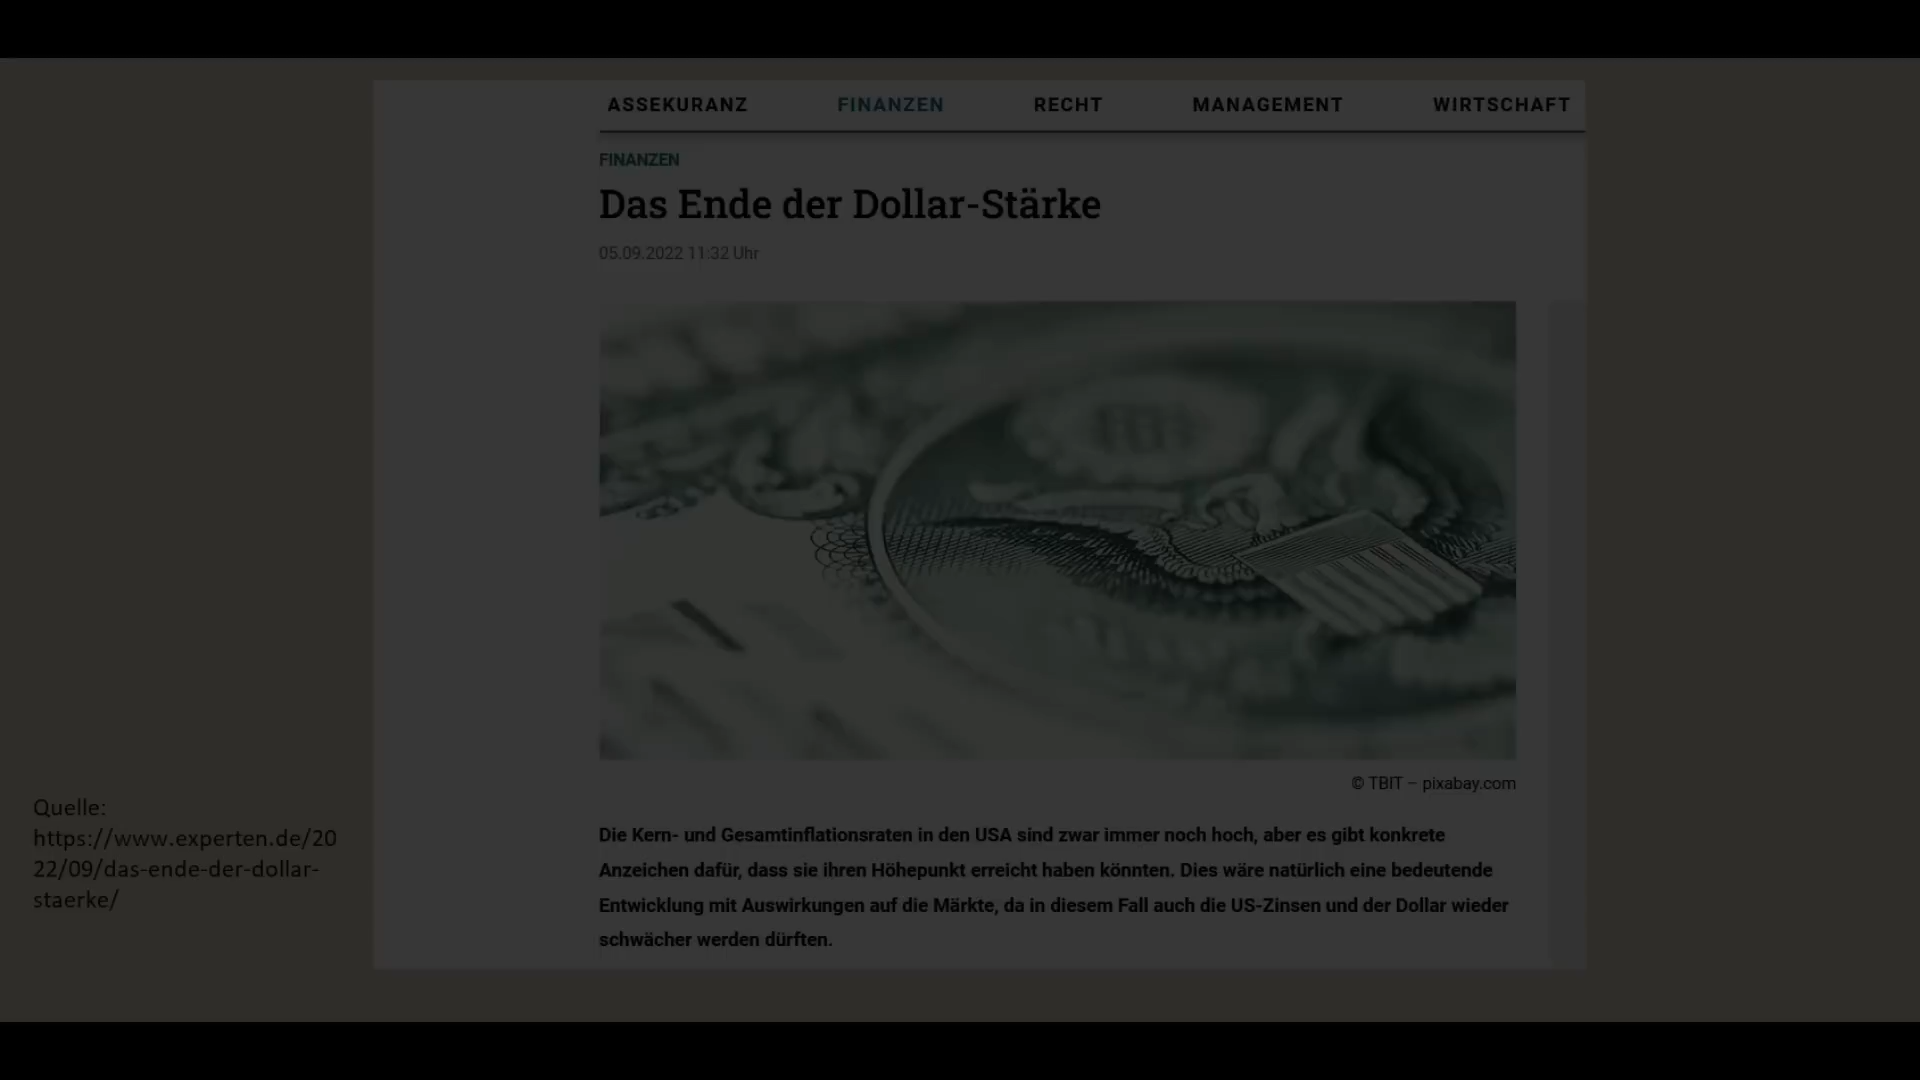 ASSEKURANZ FINANZEN RECHT MANAGEMENT WIRTSCHAFT
FINANZEN
Das Ende der Dollar-Stärke
05.09.2022 11:32 Uhr
© TBIT – pixabay.com
Die Kern- und Gesamtinflationsraten in den USA sind zwar immer noch hoch, aber es gibt konkrete
Anzeichen dafür, dass sie ihren Höhepunkt erreicht haben könnten. Dies wäre natürlich eine bedeutende
Entwicklung mit Auswirkungen auf die Märkte, da in diesem Fall auch die US-Zinsen und der Dollar wieder
schwächer werden dürften.
Quelle:
https://www.experten.de/20
22/09/das-ende-der-dollar-
staerke/